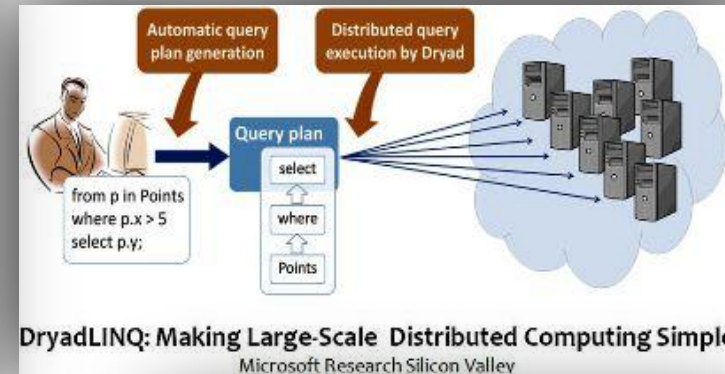 Automatic query
plan generation
Distributed query
execution by Dryad
Query plan
from p in Points
where p.x > 5
select p.y;
select
where
Points
DryadLINQ: Making Large-Scale Distributed Computing Simple
Microsoft Research Silicon Valley